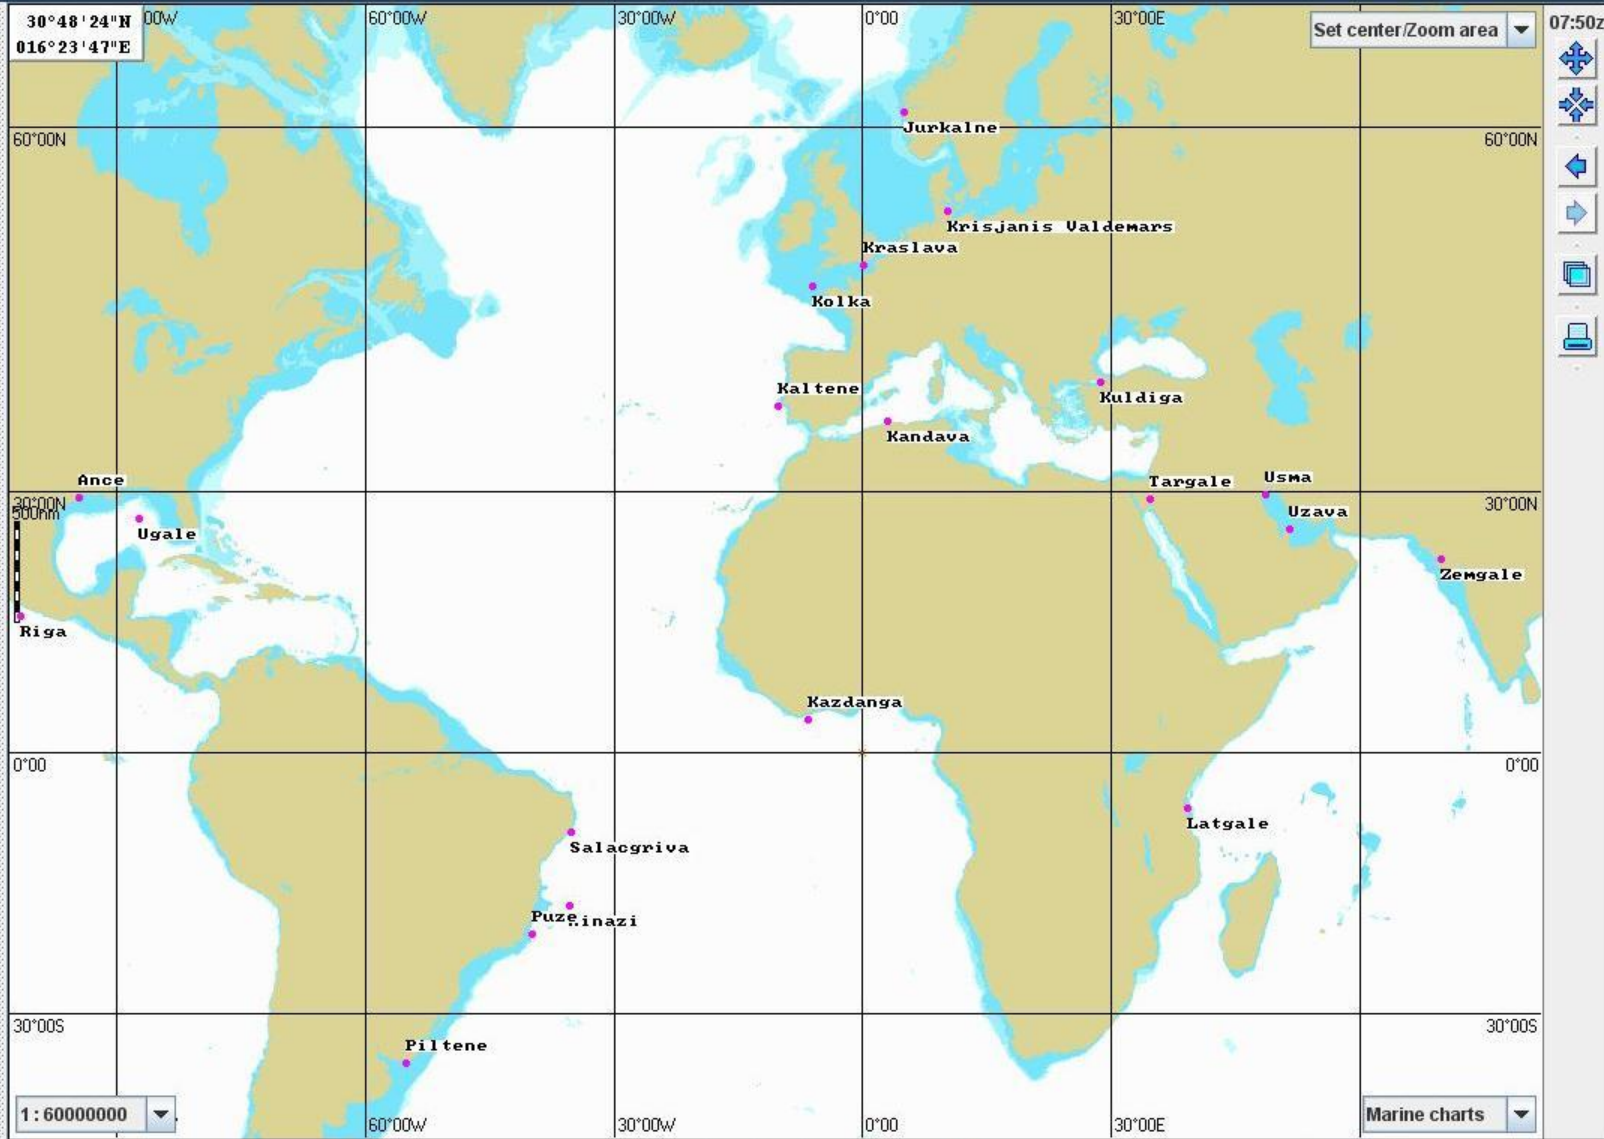 30°48'24"N
016°23'47"E
00'W
60°00W
30°00W
0°00
30°00E
Set center/Zoom area
07:50z
60°00N
60°00N
Jurkalne
Krisjanis Valdemars
Kraslava
Kolka
Kaltene
Kuldiga
Kandava
Ance
Targale
Usma
30°00N
30°00N
500nm
Uzava
Ugale
Zemgale
Riga
Kazdanga
0°00
0°00
Latgale
Salacgriva
Puze
inazi
30°00S
30°00S
Piltene
1:60000000
60°00W
30°00W
0°00
30°00E
Marine charts